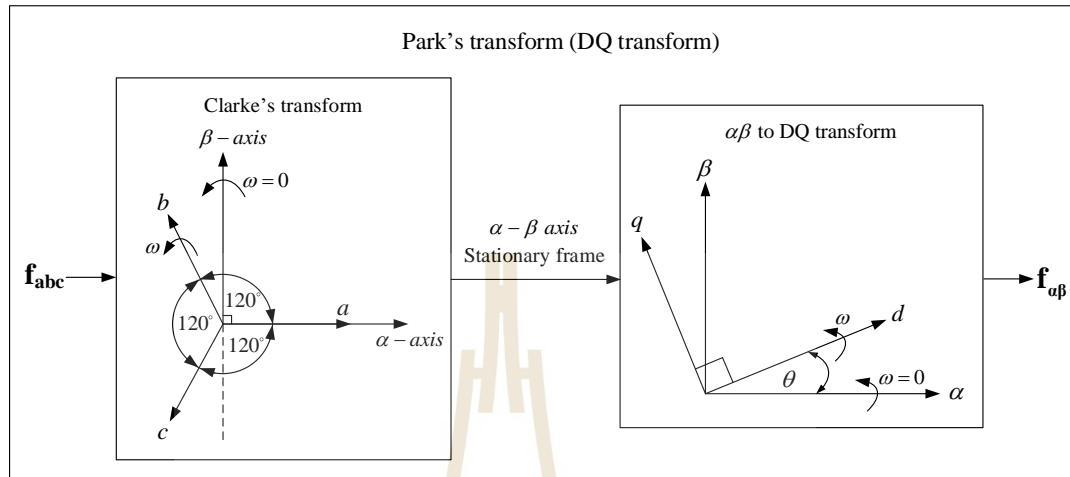 Park's transform (DQ transform)
Clarke's transform
β − axis
ω = 0
b
ω
120°
120°
120°
a
α − axis
c
f_abc
α − β axis
Stationary frame
αβ to DQ transform
β
q
ω
d
θ
ω = 0
α
f_αβ